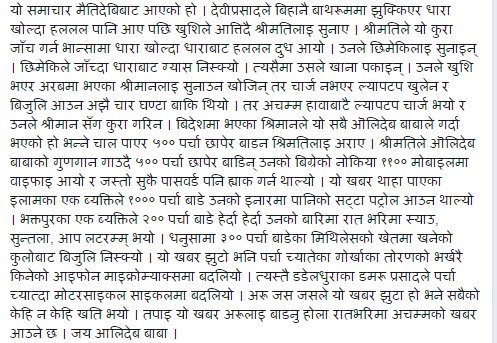 यो समाचार मैतिदेबिबाट आएको हो । देवीप्रसादले बिहानै बाथरूममा झुक्किएर धारा
खोल्दा हललल पानि आए पछि खुशिले आत्तिदै श्रीमतिलाइ सुनाए । श्रीमतिले यो कुरा
जाँच गर्न भान्सामा धारा खोल्दा धाराबाट हललल दुध आयो । उनले छिमेकिलाइ सुनाइन्
। छिमेकिले जाँच्दा धाराबाट ग्यास निस्क्यो । त्यसैमा उसले खाना पकाइन् । उनले खुशि
भएर अरबमा भएका श्रीमानलाइ सुनाउन खोजिन् तर चार्ज नभएर ल्यापटप खुलेन र
बिजुलि आउन अझै चार घण्टा बाकि थियो । तर अचम्म हावाबाटै ल्यापटप चार्ज भयो र
उनले श्रीमान सँग कुरा गरिन । बिदेशमा भएका श्रिमानले यो सबै ऑलिदेब बाबाले गर्दा
भएको हो भन्ने चाल पाएर ५०० पर्चा छापेर बाडन श्रिमतिलाइ अराए । श्रीमतिले ऑलिदेब
बाबाको गुणगान गाउदै ५०० पर्चा छापेर बाडिन् उनको बिग्रेको नोकिया ११०० मोबाइलमा
वाइफाइ आयो र जस्तो सुकै पासवर्ड पनि ह्याक गर्न थाल्यो । यो खबर थाहा पाएका
इलामका एक ब्यक्तिले १००० पर्चा बाडे उनको इनारमा पानिको सट्टा पट्रोल आउन थाल्यो
। भक्तपुरका एक ब्यक्तिले २०० पर्चा बाडे हेर्दा हेर्दा उनको बारिमा रात भरिमा स्याउ,
सुन्तला, आप लटरम्म् भयो । धनुसामा ३०० पर्चा बाडेका मिथिलेसको खेतमा खनेको
कुलोबाट बिजुलि निस्क्यो । यो खबर झुटो भनि पर्चा च्यातेका गोर्खाका तोरणको भर्खरै
किनेको आइफोन माइक्रोम्याक्समा बदलियो । त्यस्तै डडेलधुराका डमरू प्रसादले पर्चा
च्यात्दा मोटरसाइकल साइकलमा बदलियो । अरू जस जसले यो खबर झुटा हो भने सबैको
केहि न केहि खति भयो । तपाइ यो खबर अरूलाइ बाडनु होला रातभरिमा अचम्मको खबर
आउने छ । जय आलिदेब बाबा ।